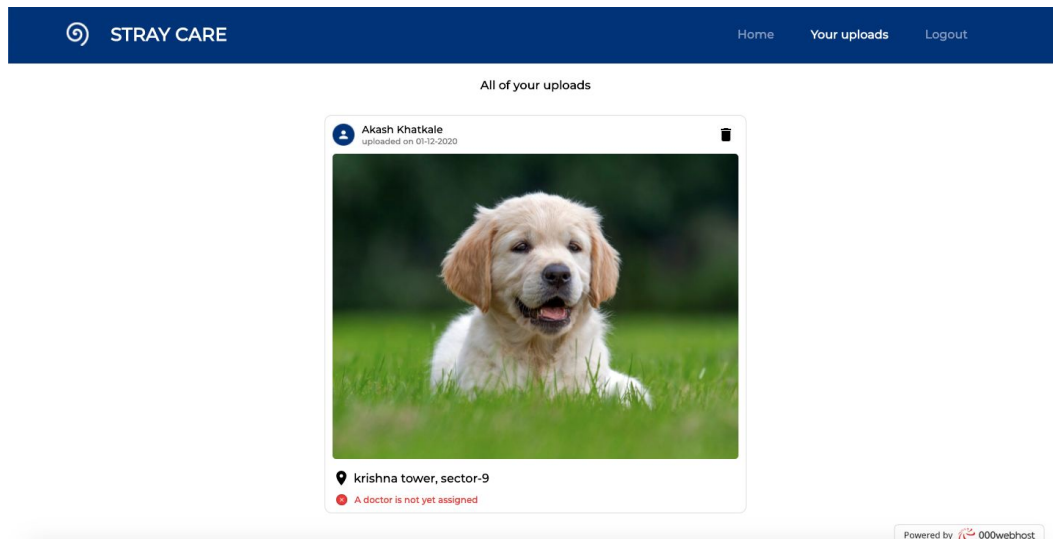 STRAY CARE
Home Your uploads Logout
All of your uploads
Akash Khatkale
uploaded on 01-12-2020
krishna tower, sector-9
A doctor is not yet assigned
Powered by 000webhost